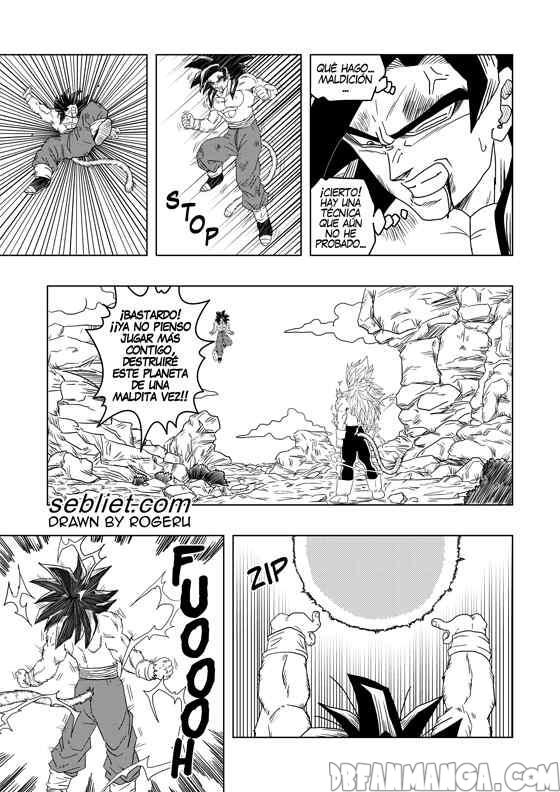 STOP
QUÉ HAGO...
MALDICIÓN
...
¡CIERTO!
HAY UNA
TÉCNICA
QUE AÚN
NO HE
PROBADO...
¡BASTARDO!
¡¡YA NO PIENSO
JUGAR MÁS
CONTIGO,
DESTRUIRÉ
ESTE PLANETA
DE UNA
MALDITA VEZ!!
sebliet.com
DRAWN BY ROGERU
FUOOOH
ZIP
DBFANMANGA.COM